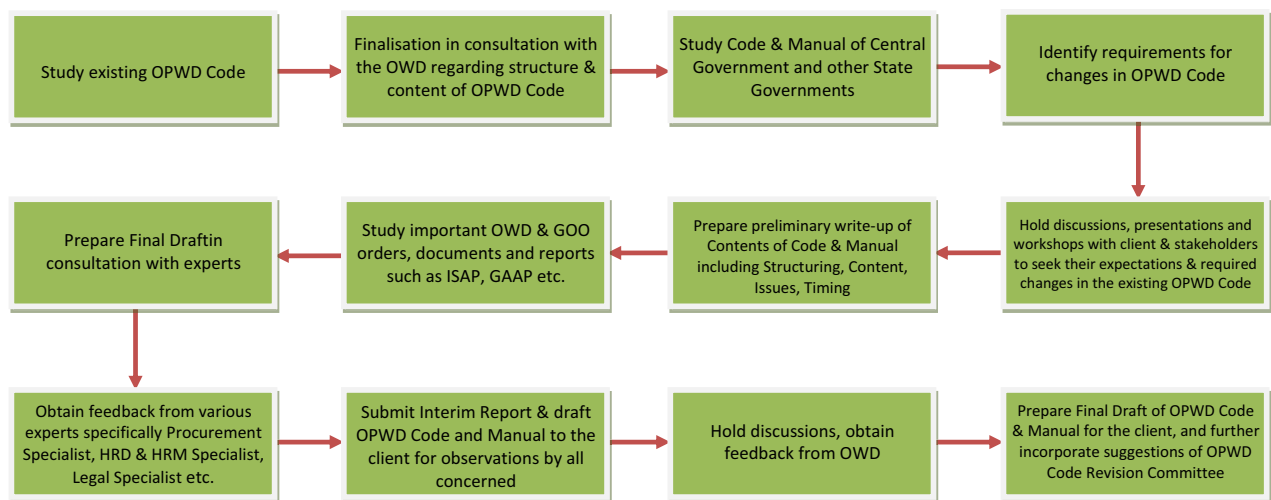 Study existing OPWD Code
Finalisation in consultation with
the OWD regarding structure &
content of OPWD Code
Study Code & Manual of Central
Government and other State
Governments
Identify requirements for
changes in OPWD Code
Hold discussions, presentations and
workshops with client & stakeholders
to seek their expectations & required
changes in the existing OPWD Code
Prepare preliminary write-up of
Contents of Code & Manual
including Structuring, Content,
Issues, Timing
Study important OWD & GOO
orders, documents and reports
such as ISAP, GAAP etc.
Prepare Final Draftin
consultation with experts
Obtain feedback from various
experts specifically Procurement
Specialist, HRD & HRM Specialist,
Legal Specialist etc.
Submit Interim Report & draft
OPWD Code and Manual to the
client for observations by all
concerned
Hold discussions, obtain
feedback from OWD
Prepare Final Draft of OPWD Code
& Manual for the client, and further
incorporate suggestions of OPWD
Code Revision Committee